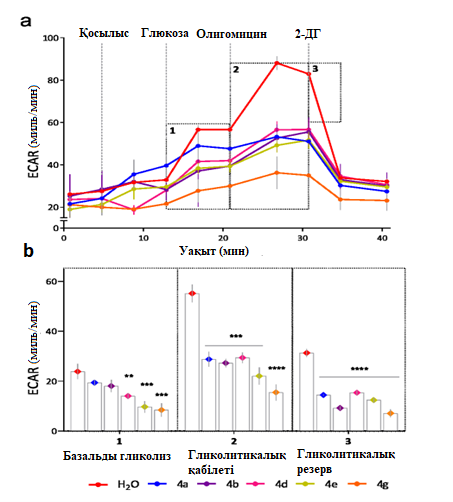 a
Қосылыс Глюкоза Олигомицин 2-ДГ
ECAR (миль/мин)
100
80
60
40
20
0
1
2
3
0 10 20 30 40
Уақыт (мин)
b
ECAR (миль/мин)
60
40
20
0
** *** ***
*** ****
****
1 2 3
Базальды гликолиз
Гликолитикалық қабілеті
Гликолитикалық резерв
H₂O 4a 4b 4d 4e 4g